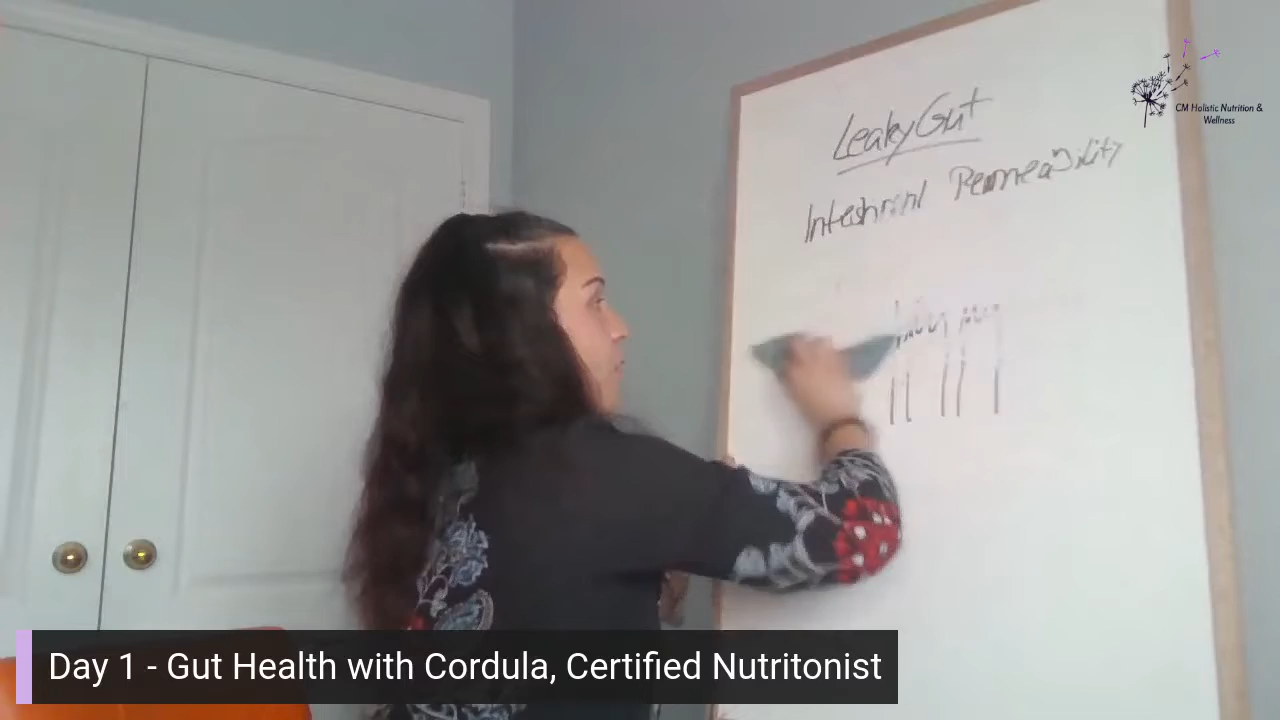 Leaky Gut
Intestinal Permeability
CM Holistic Nutrition &
Wellness
Day 1 - Gut Health with Cordula, Certified Nutritonist